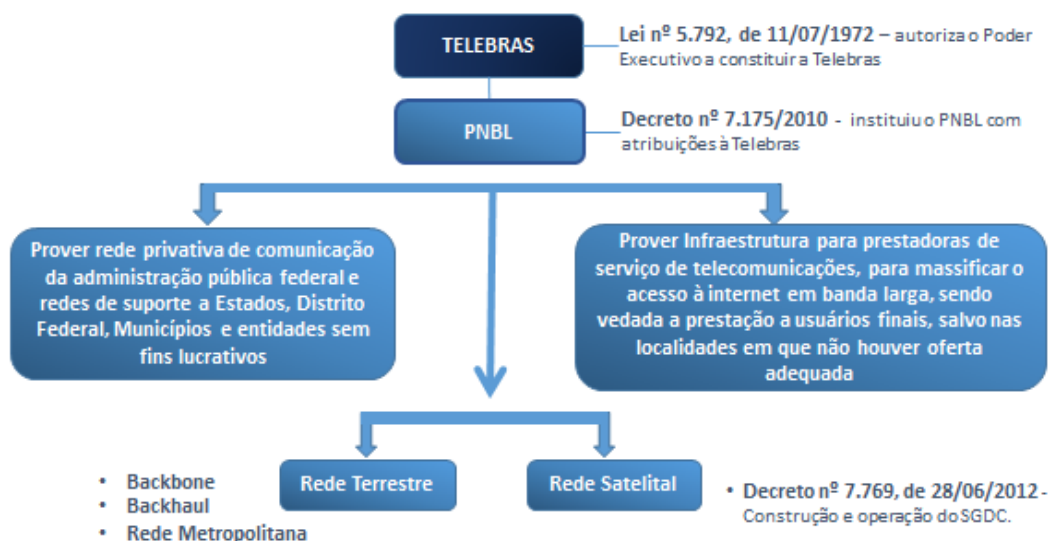 TELEBRAS
Lei nº 5.792, de 11/07/1972 – autoriza o Poder
Executivo a constituir a Telebras
PNBL
Decreto nº 7.175/2010 - instituiu o PNBL com
atribuições à Telebras
Prover rede privativa de comunicação
da administração pública federal e
redes de suporte a Estados, Distrito
Federal, Municípios e entidades sem
fins lucrativos
Prover Infraestrutura para prestadoras de
serviço de telecomunicações, para massificar o
acesso à internet em banda larga, sendo
vedada a prestação a usuários finais, salvo nas
localidades em que não houver oferta
adequada
• Backbone
• Backhaul
• Rede Metropolitana
Rede Terrestre
Rede Satelital
• Decreto nº 7.769, de 28/06/2012 -
Construção e operação do SGDC.